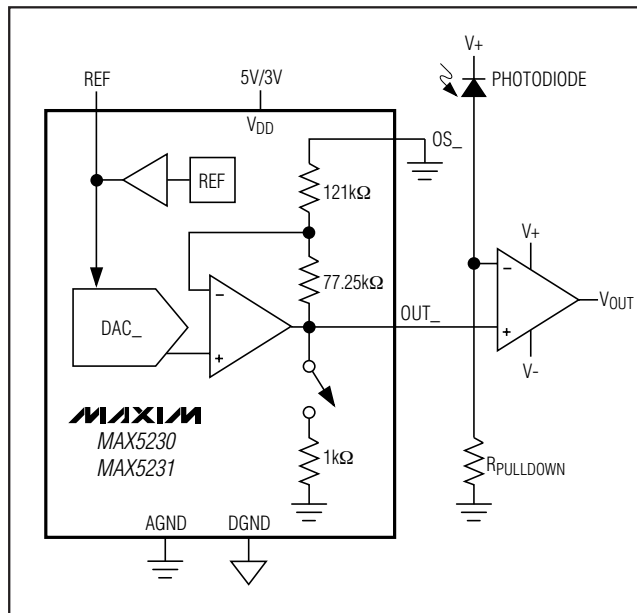 V+
REF
5V/3V
PHOTODIODE
VDD
OS_
REF
121kΩ
V+
77.25kΩ
−
−
DAC_
OUT_
VOUT
+
+
V-
MAXIM
MAX5230
MAX5231
1kΩ
RPULLDOWN
AGND
DGND